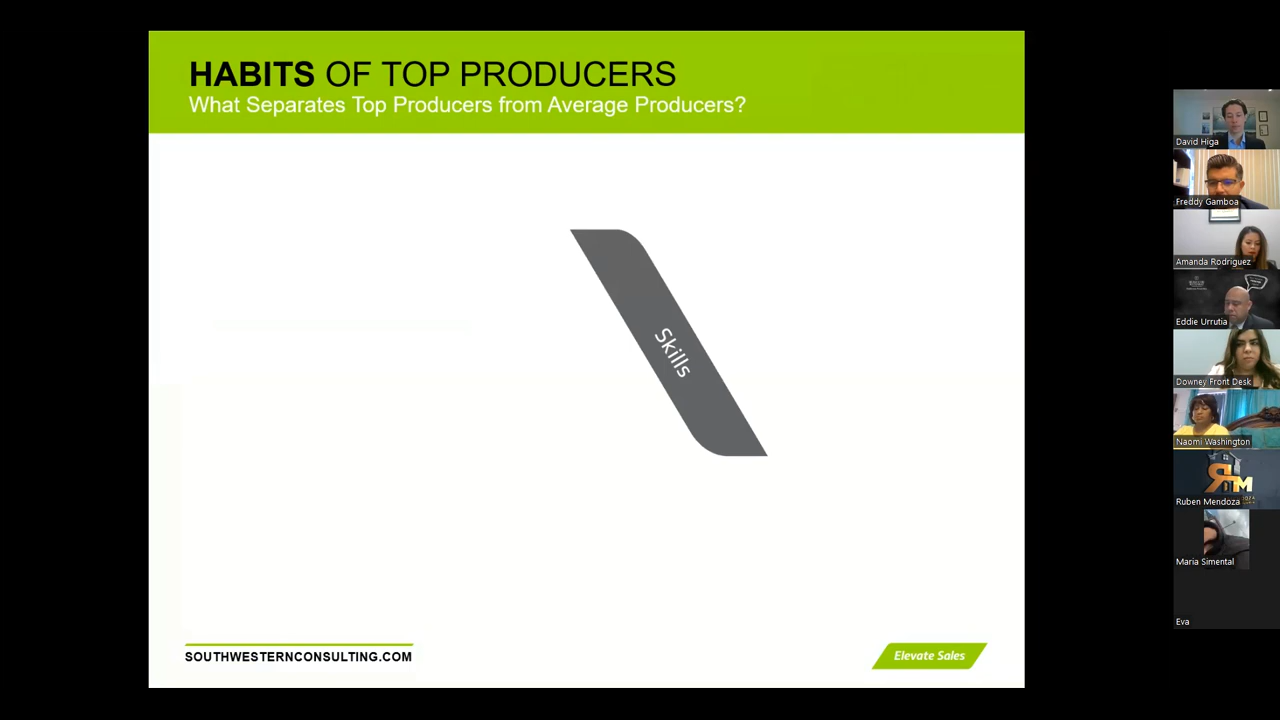 HABITS OF TOP PRODUCERS
What Separates Top Producers from Average Producers?
Skills
SOUTHWESTERNCONSULTING.COM
Elevate Sales
David Higa
Freddy Gamboa
Amanda Rodriguez
Eddie Urrutia
Downey Front Desk
Naomi Washington
RM
Ruben Mendoza
Maria Simental
Eva